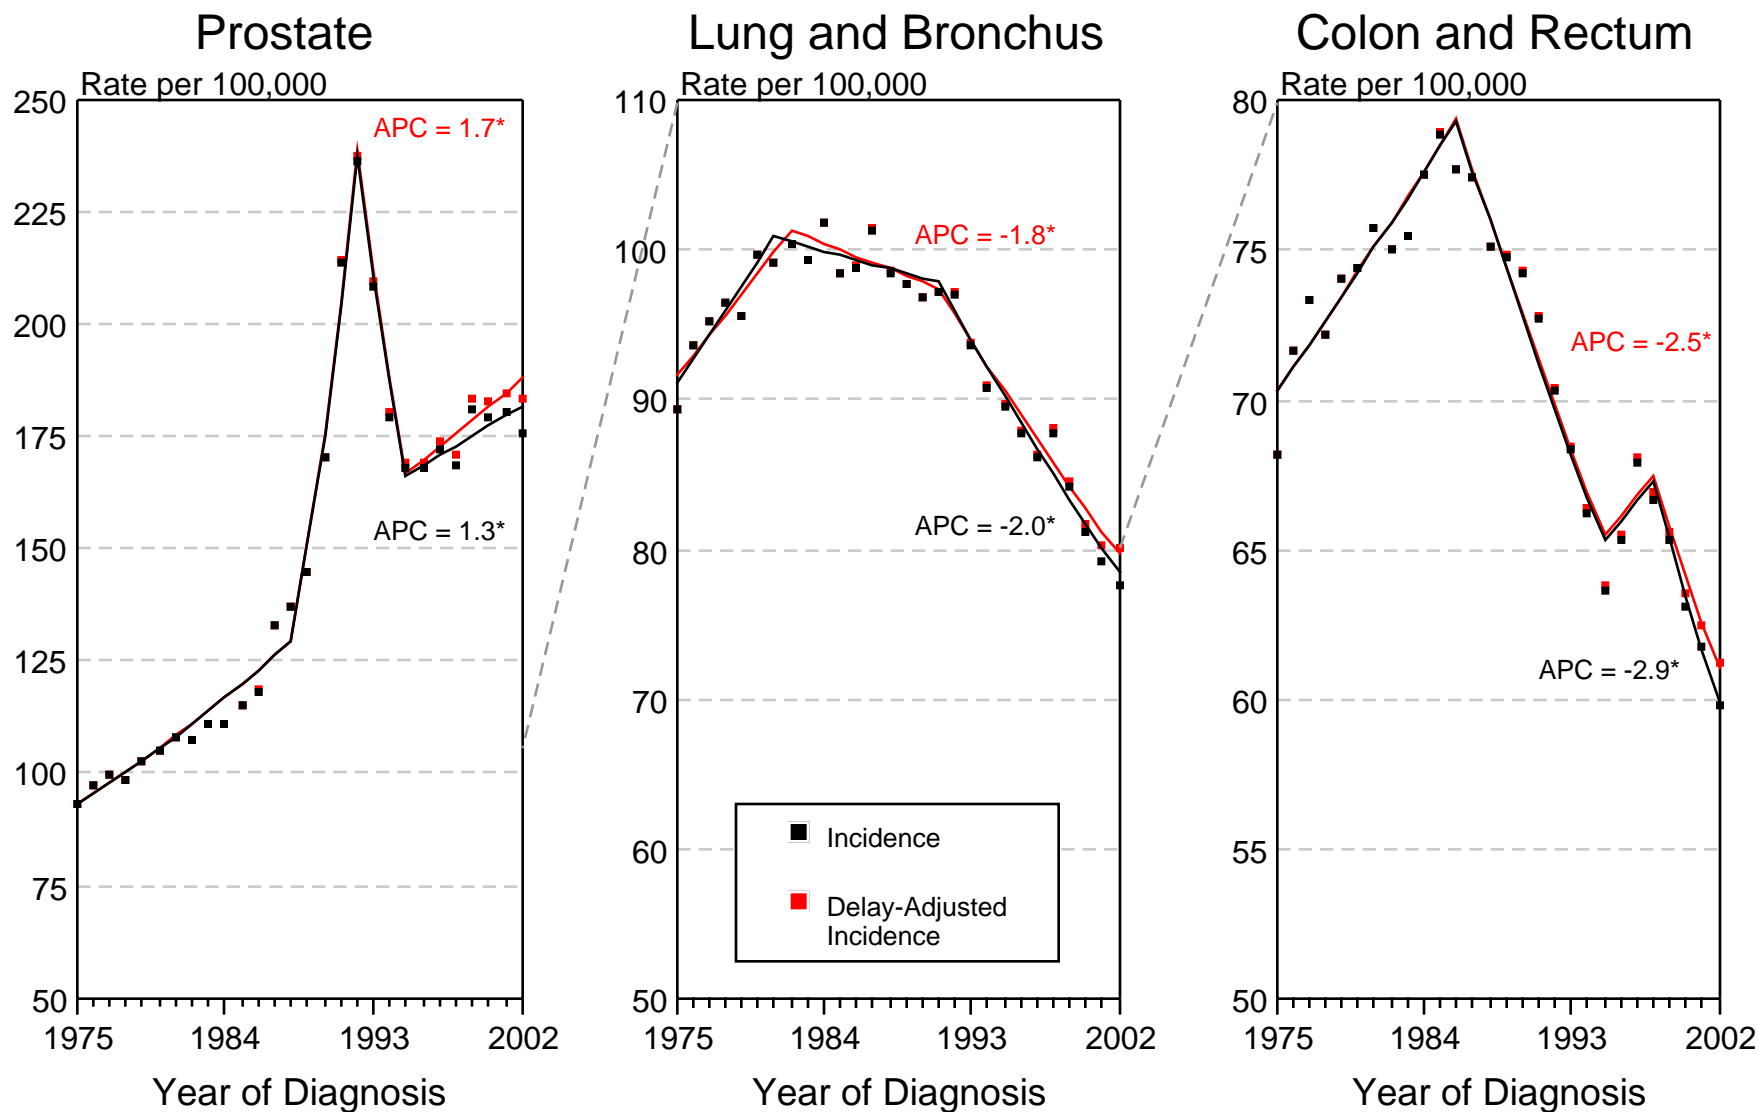 Prostate
Rate per 100,000
250
225
200
175
150
125
100
75
50
APC = 1.7*
APC = 1.3*
1975 1984 1993 2002
Year of Diagnosis
Lung and Bronchus
Rate per 100,000
110
100
90
80
70
60
50
APC = -1.8*
APC = -2.0*
Incidence
Delay-Adjusted
Incidence
1975 1984 1993 2002
Year of Diagnosis
Colon and Rectum
Rate per 100,000
80
75
70
65
60
55
50
APC = -2.5*
APC = -2.9*
1975 1984 1993 2002
Year of Diagnosis